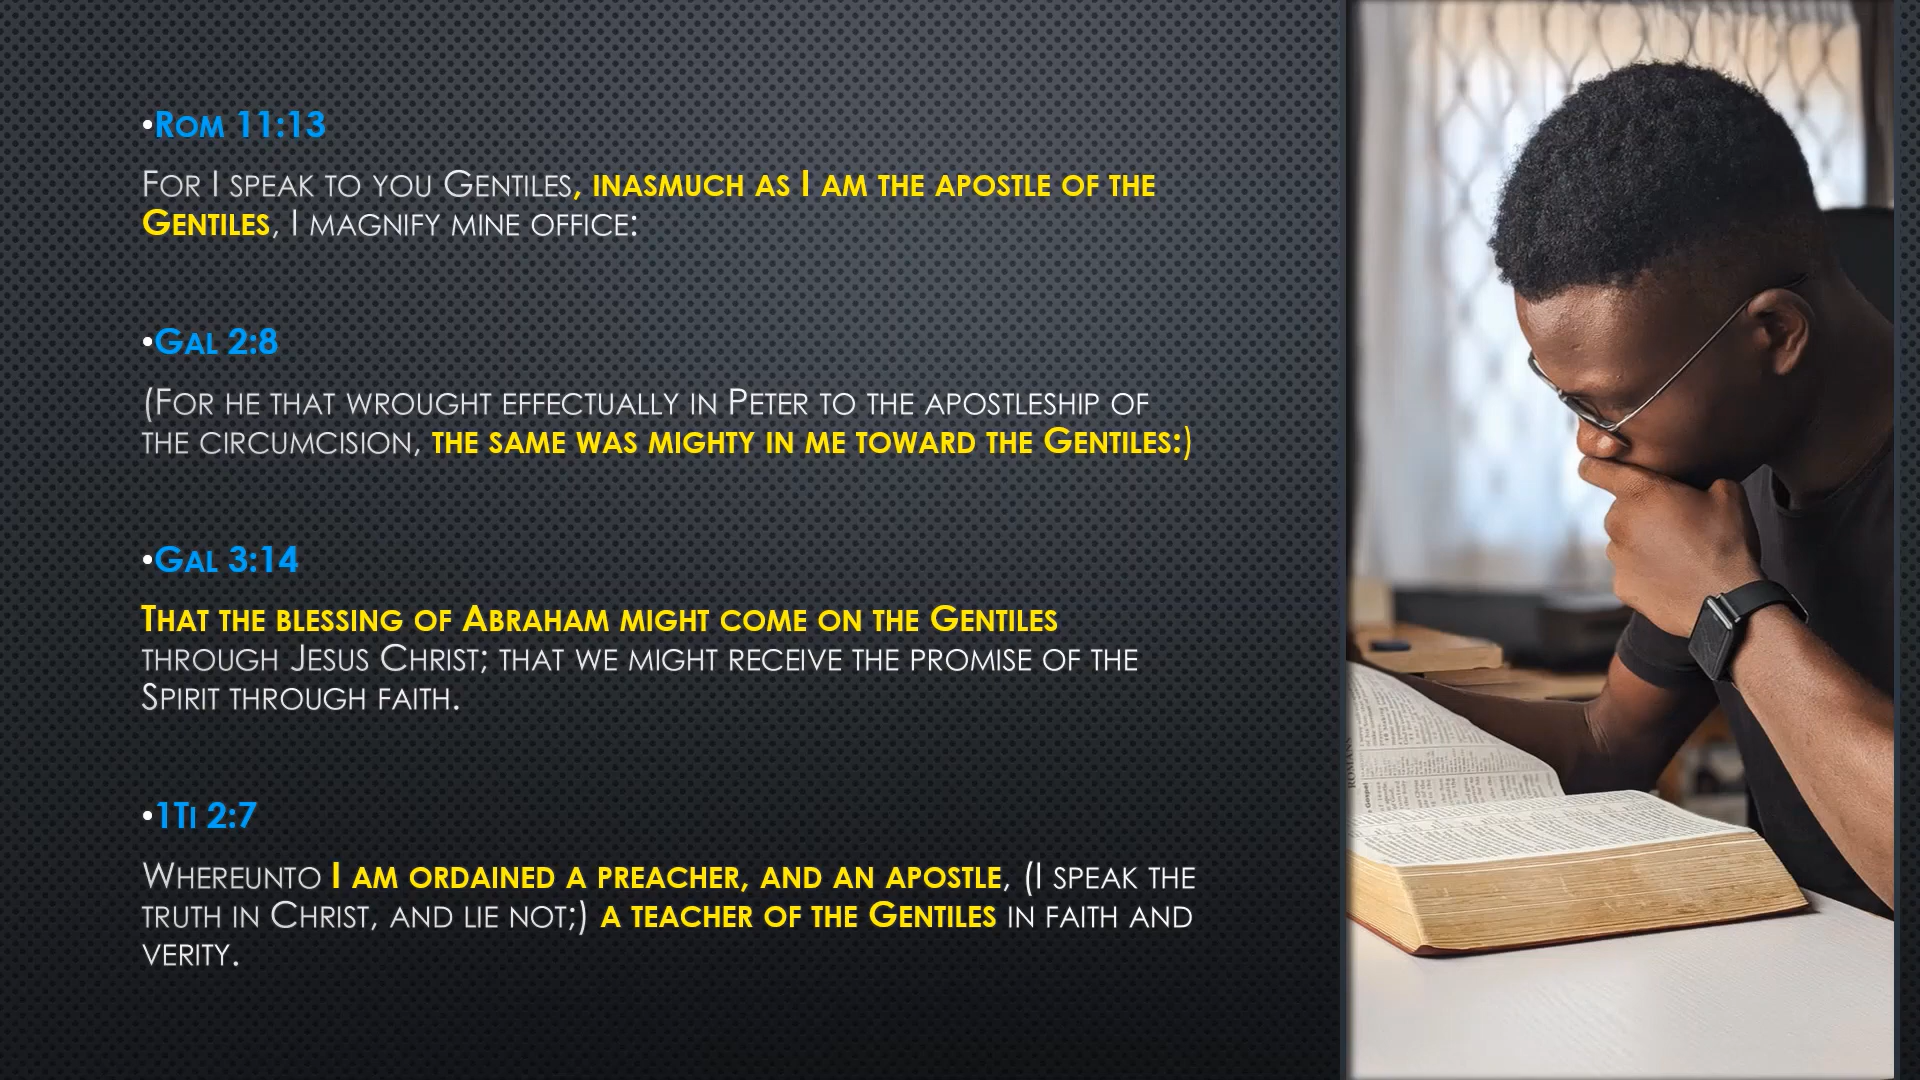 •Rom 11:13
For I speak to you Gentiles, inasmuch as I am the apostle of the
Gentiles, I magnify mine office:
•Gal 2:8
(For he that wrought effectually in Peter to the apostleship of
the circumcision, the same was mighty in me toward the Gentiles:)
•Gal 3:14
That the blessing of Abraham might come on the Gentiles
through Jesus Christ; that we might receive the promise of the
Spirit through faith.
•1Ti 2:7
Whereunto I am ordained a preacher, and an apostle, (I speak the
truth in Christ, and lie not;) a teacher of the Gentiles in faith and
verity.
ROMANS